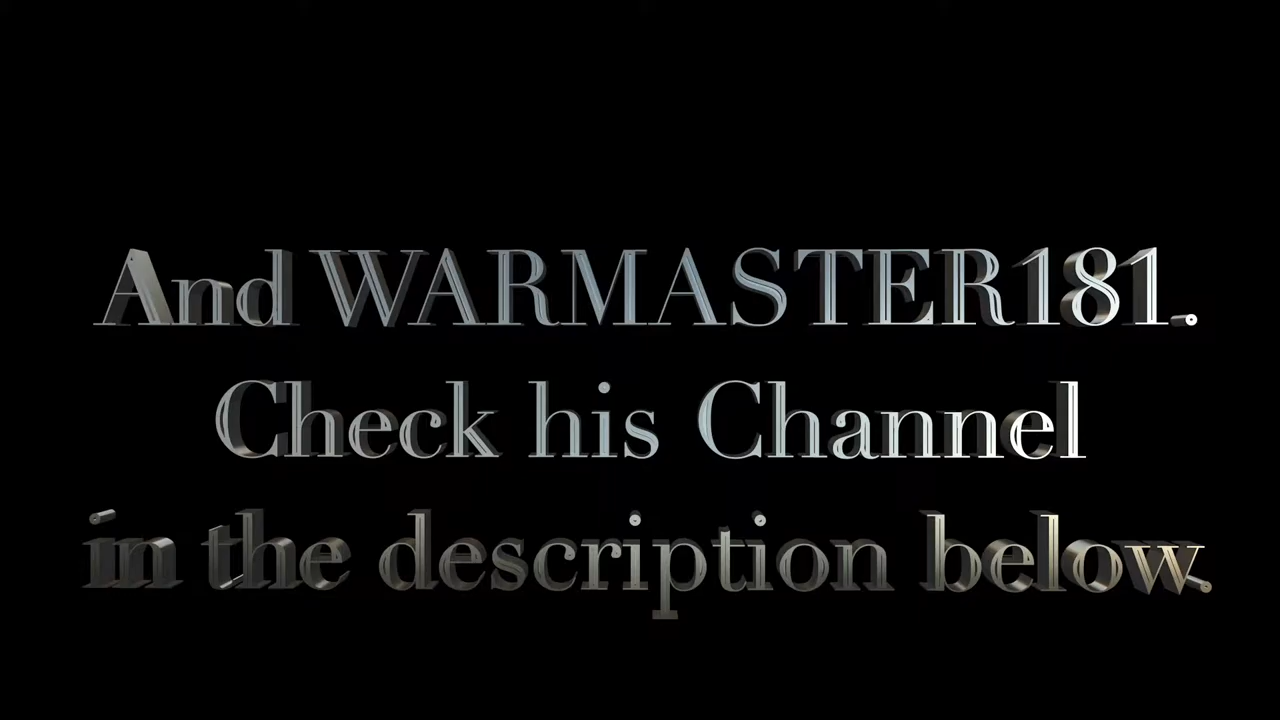 And WARMASTER181.
Check his Channel
in the description below.